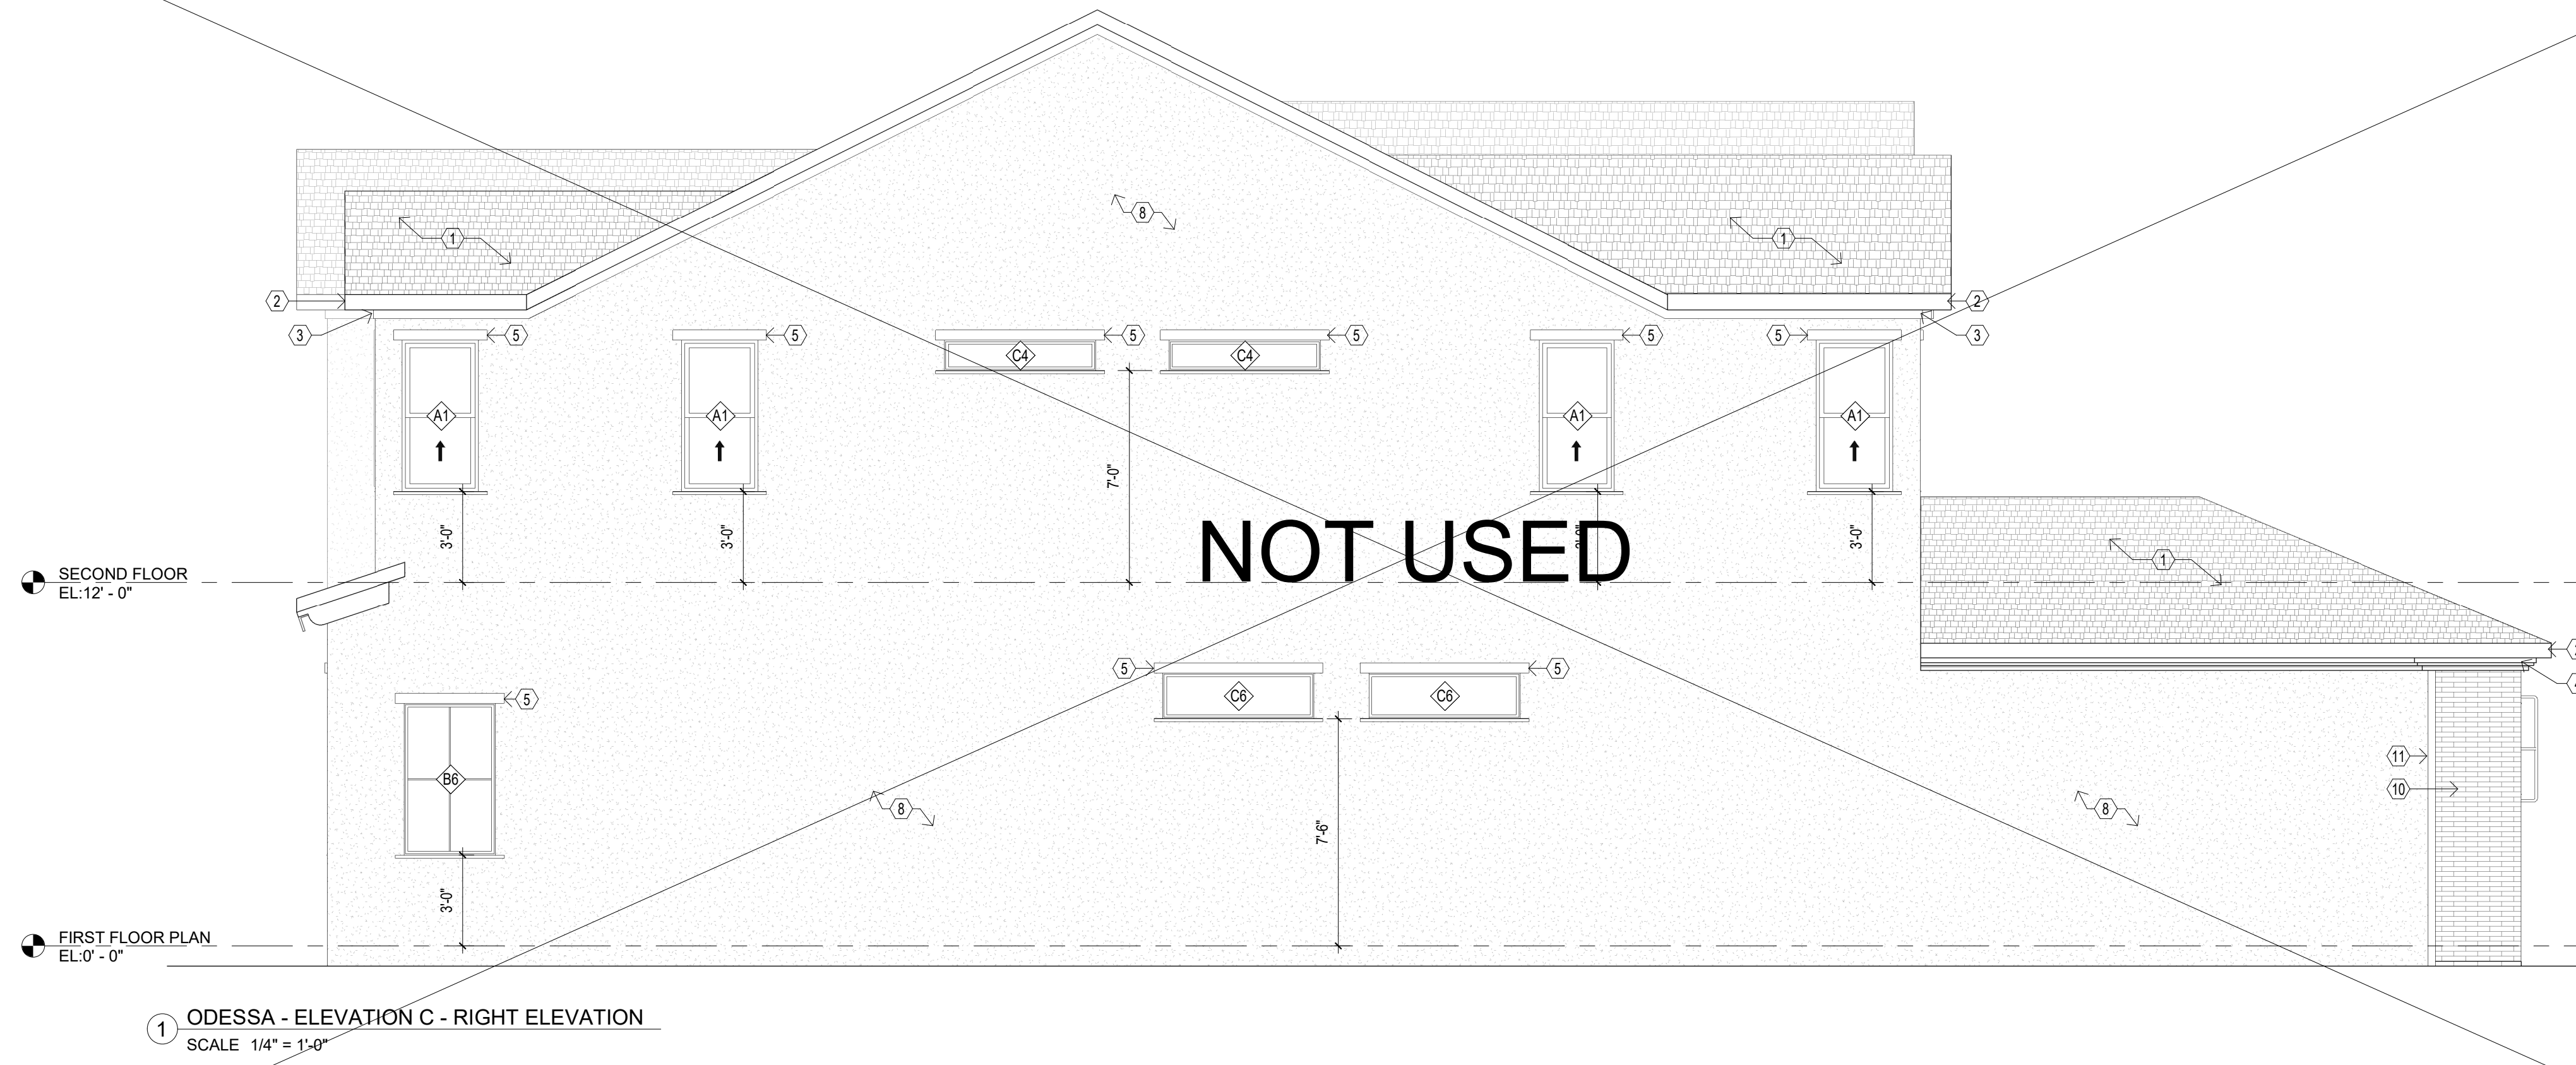 8
1
1
2
2
3
3
5
5
5
5
5
5
C4
C4
A1
A1
A1
A1
7'-0"
3'-0"
3'-0"
3'-0"
NOT USED
1
SECOND FLOOR
EL:12' - 0"
5
5
C6
C6
5
B6
11
10
8
8
7'-6"
3'-0"
FIRST FLOOR PLAN
EL:0' - 0"
1
ODESSA - ELEVATION C - RIGHT ELEVATION
SCALE 1/4" = 1'-0"